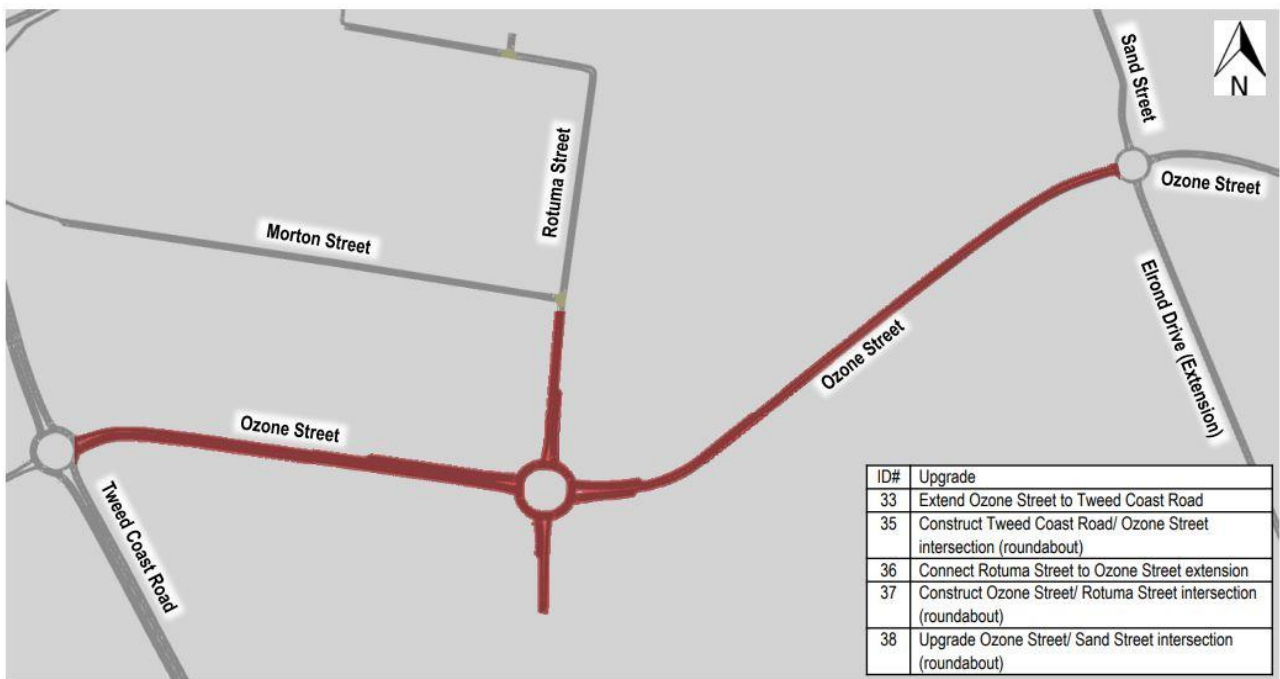 Sand Street
N
Rotuma Street
Ozone Street
Morton Street
Elrond Drive (Extension)
Ozone Street
Ozone Street
Tweed Coast Road
ID# Upgrade
33 Extend Ozone Street to Tweed Coast Road
35 Construct Tweed Coast Road/ Ozone Street
intersection (roundabout)
36 Connect Rotuma Street to Ozone Street extension
37 Construct Ozone Street/ Rotuma Street intersection
(roundabout)
38 Upgrade Ozone Street/ Sand Street intersection
(roundabout)